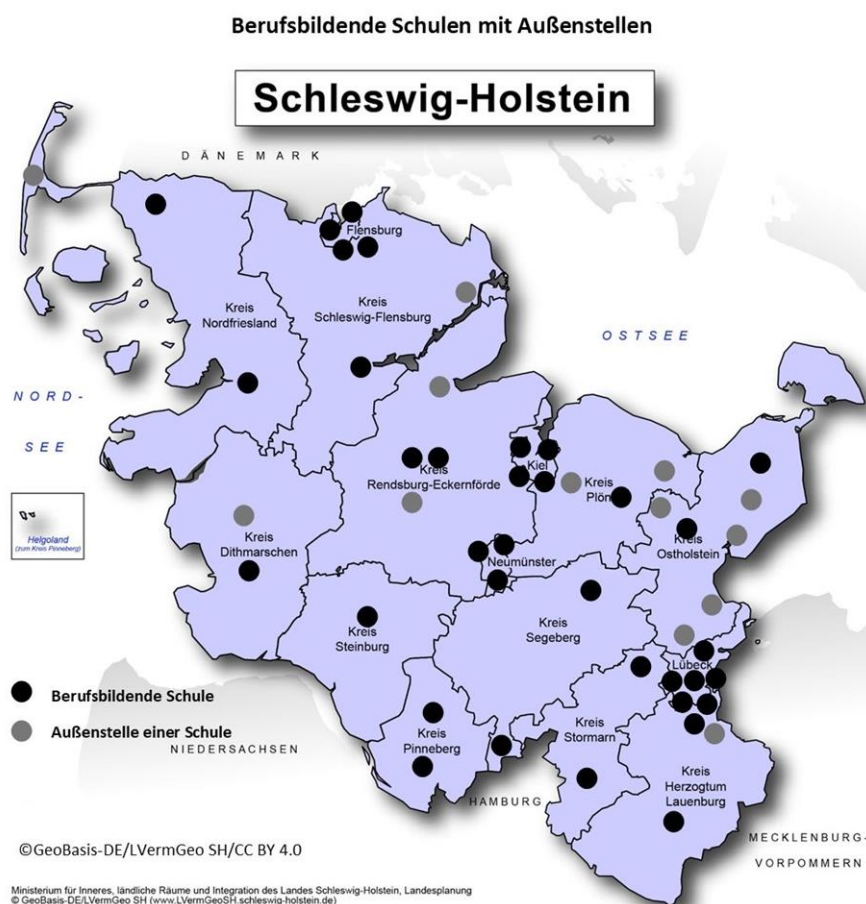 Berufsbildende Schulen mit Außenstellen
Schleswig-Holstein
DÄNEMARK
Flensburg
Kreis
Nordfriesland
Kreis
Schleswig-Flensburg
OSTSEE
NORD-
SEE
Kreis
Rendsburg-Eckernförde
Kiel
Kreis
Plön
Kreis
Ostholstein
Helgoland
(zum Kreis Pinneberg)
Kreis
Dithmarschen
Neumünster
Kreis
Steinburg
Kreis
Segeberg
Lübeck
Berufsbildende Schule
Außenstelle einer Schule
NIEDERSACHSEN
Kreis
Pinneberg
Kreis
Stormarn
HAMBURG
Kreis
Herzogtum
Lauenburg
MECKLENBURG-
VORPOMMERN
©GeoBasis-DE/LVermGeo SH/CC BY 4.0
Ministerium für Inneres, ländliche Räume und Integration des Landes Schleswig-Holstein, Landesplanung
© GeoBasis-DE/LVermGeo SH (www.LVermGeoSH.schleswig-holstein.de)